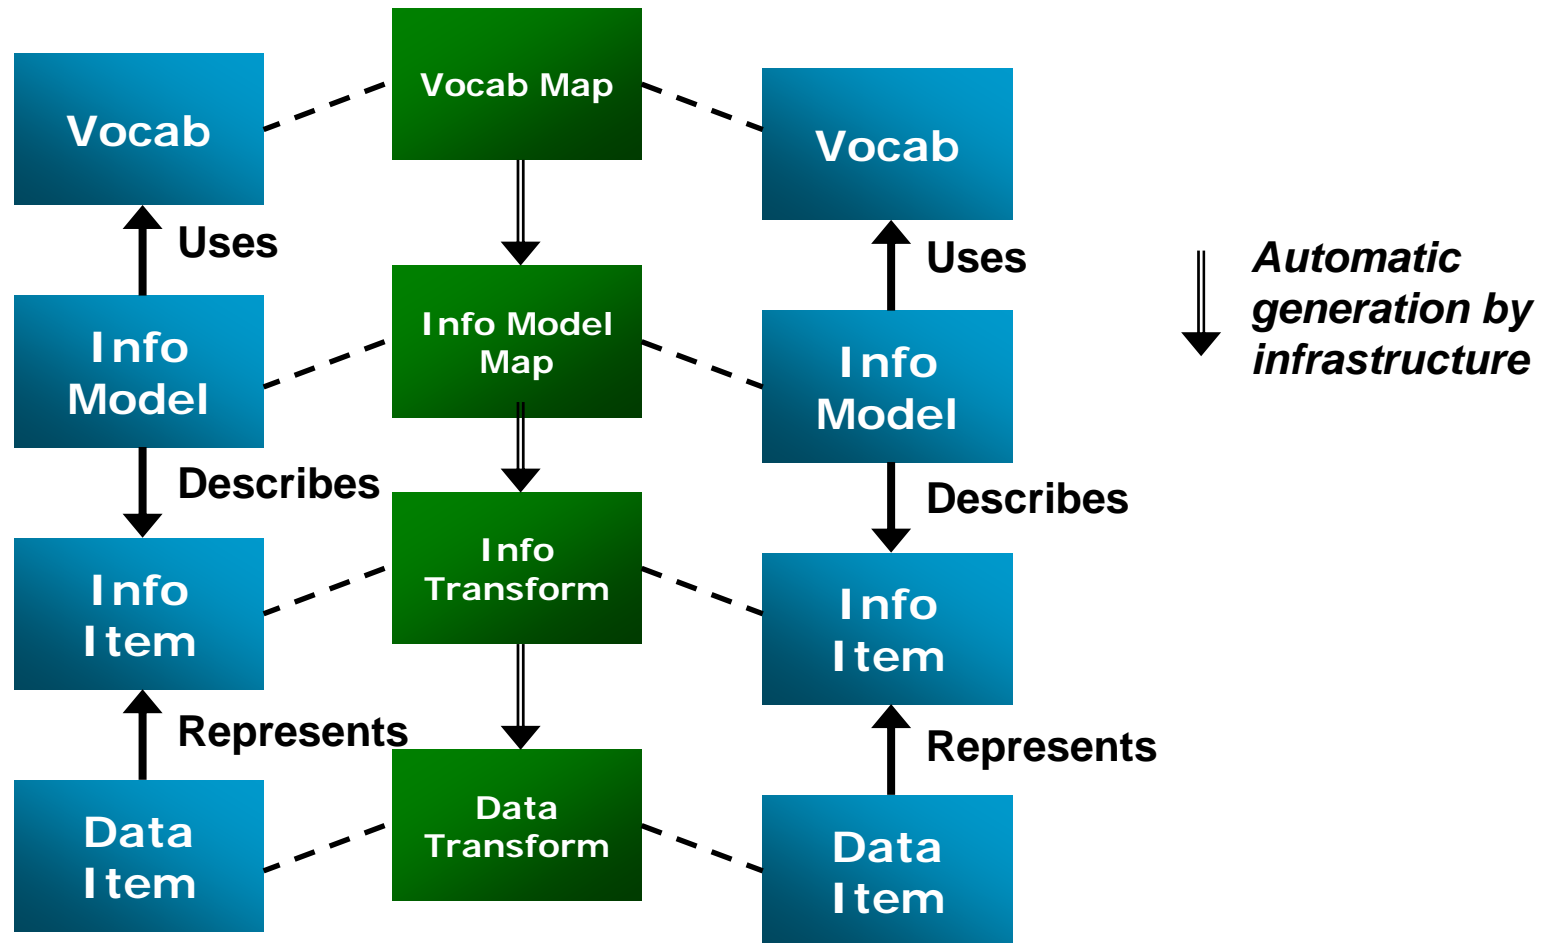 Vocab Map
Vocab
Vocab
Uses
Uses
Automatic
generation by
infrastructure
Info
Model
Info Model
Map
Info
Model
Describes
Describes
Info
Item
Info
Transform
Info
Item
Represents
Represents
Data
Item
Data
Transform
Data
Item